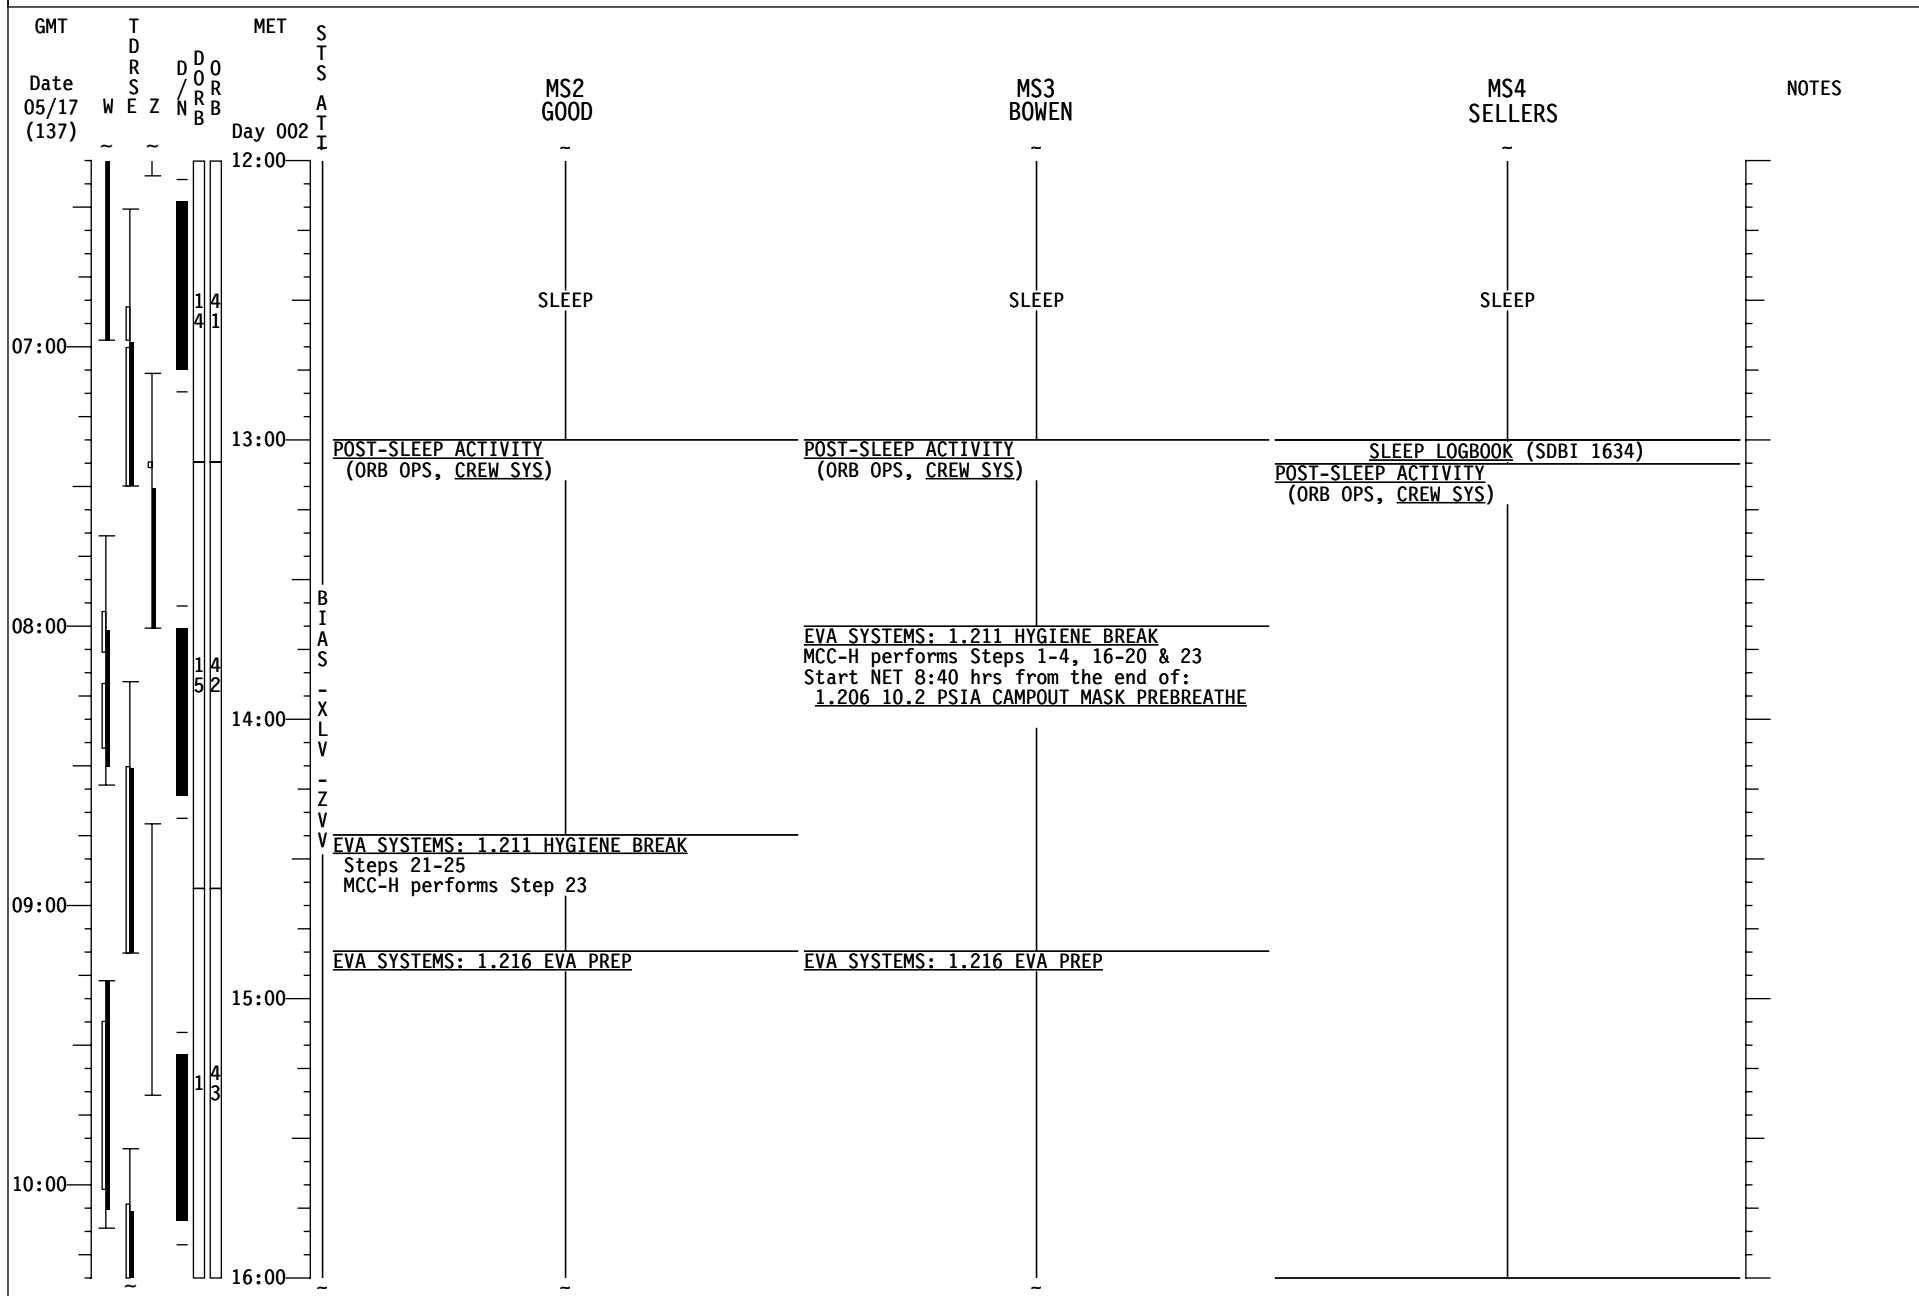 GMT
TDRS
MET
STS ATT
Date
05/17
(137)
W E Z
D/N
DORB
ORB
Day 002
MS2
GOOD
MS3
BOWEN
MS4
SELLERS
NOTES
~ ~ ~ ~ ~
12:00
14
41
SLEEP
SLEEP
SLEEP
07:00
13:00
POST-SLEEP ACTIVITY
(ORB OPS, CREW SYS)
POST-SLEEP ACTIVITY
(ORB OPS, CREW SYS)
SLEEP LOGBOOK (SDBI 1634)
POST-SLEEP ACTIVITY
(ORB OPS, CREW SYS)
BIAS -XLV -ZVV
08:00
15
42
EVA SYSTEMS: 1.211 HYGIENE BREAK
MCC-H performs Steps 1-4, 16-20 & 23
Start NET 8:40 hrs from the end of:
1.206 10.2 PSIA CAMPOUT MASK PREBREATHE
14:00
EVA SYSTEMS: 1.211 HYGIENE BREAK
Steps 21-25
MCC-H performs Step 23
09:00
EVA SYSTEMS: 1.216 EVA PREP
EVA SYSTEMS: 1.216 EVA PREP
15:00
1
43
10:00
16:00
~ ~ ~ ~